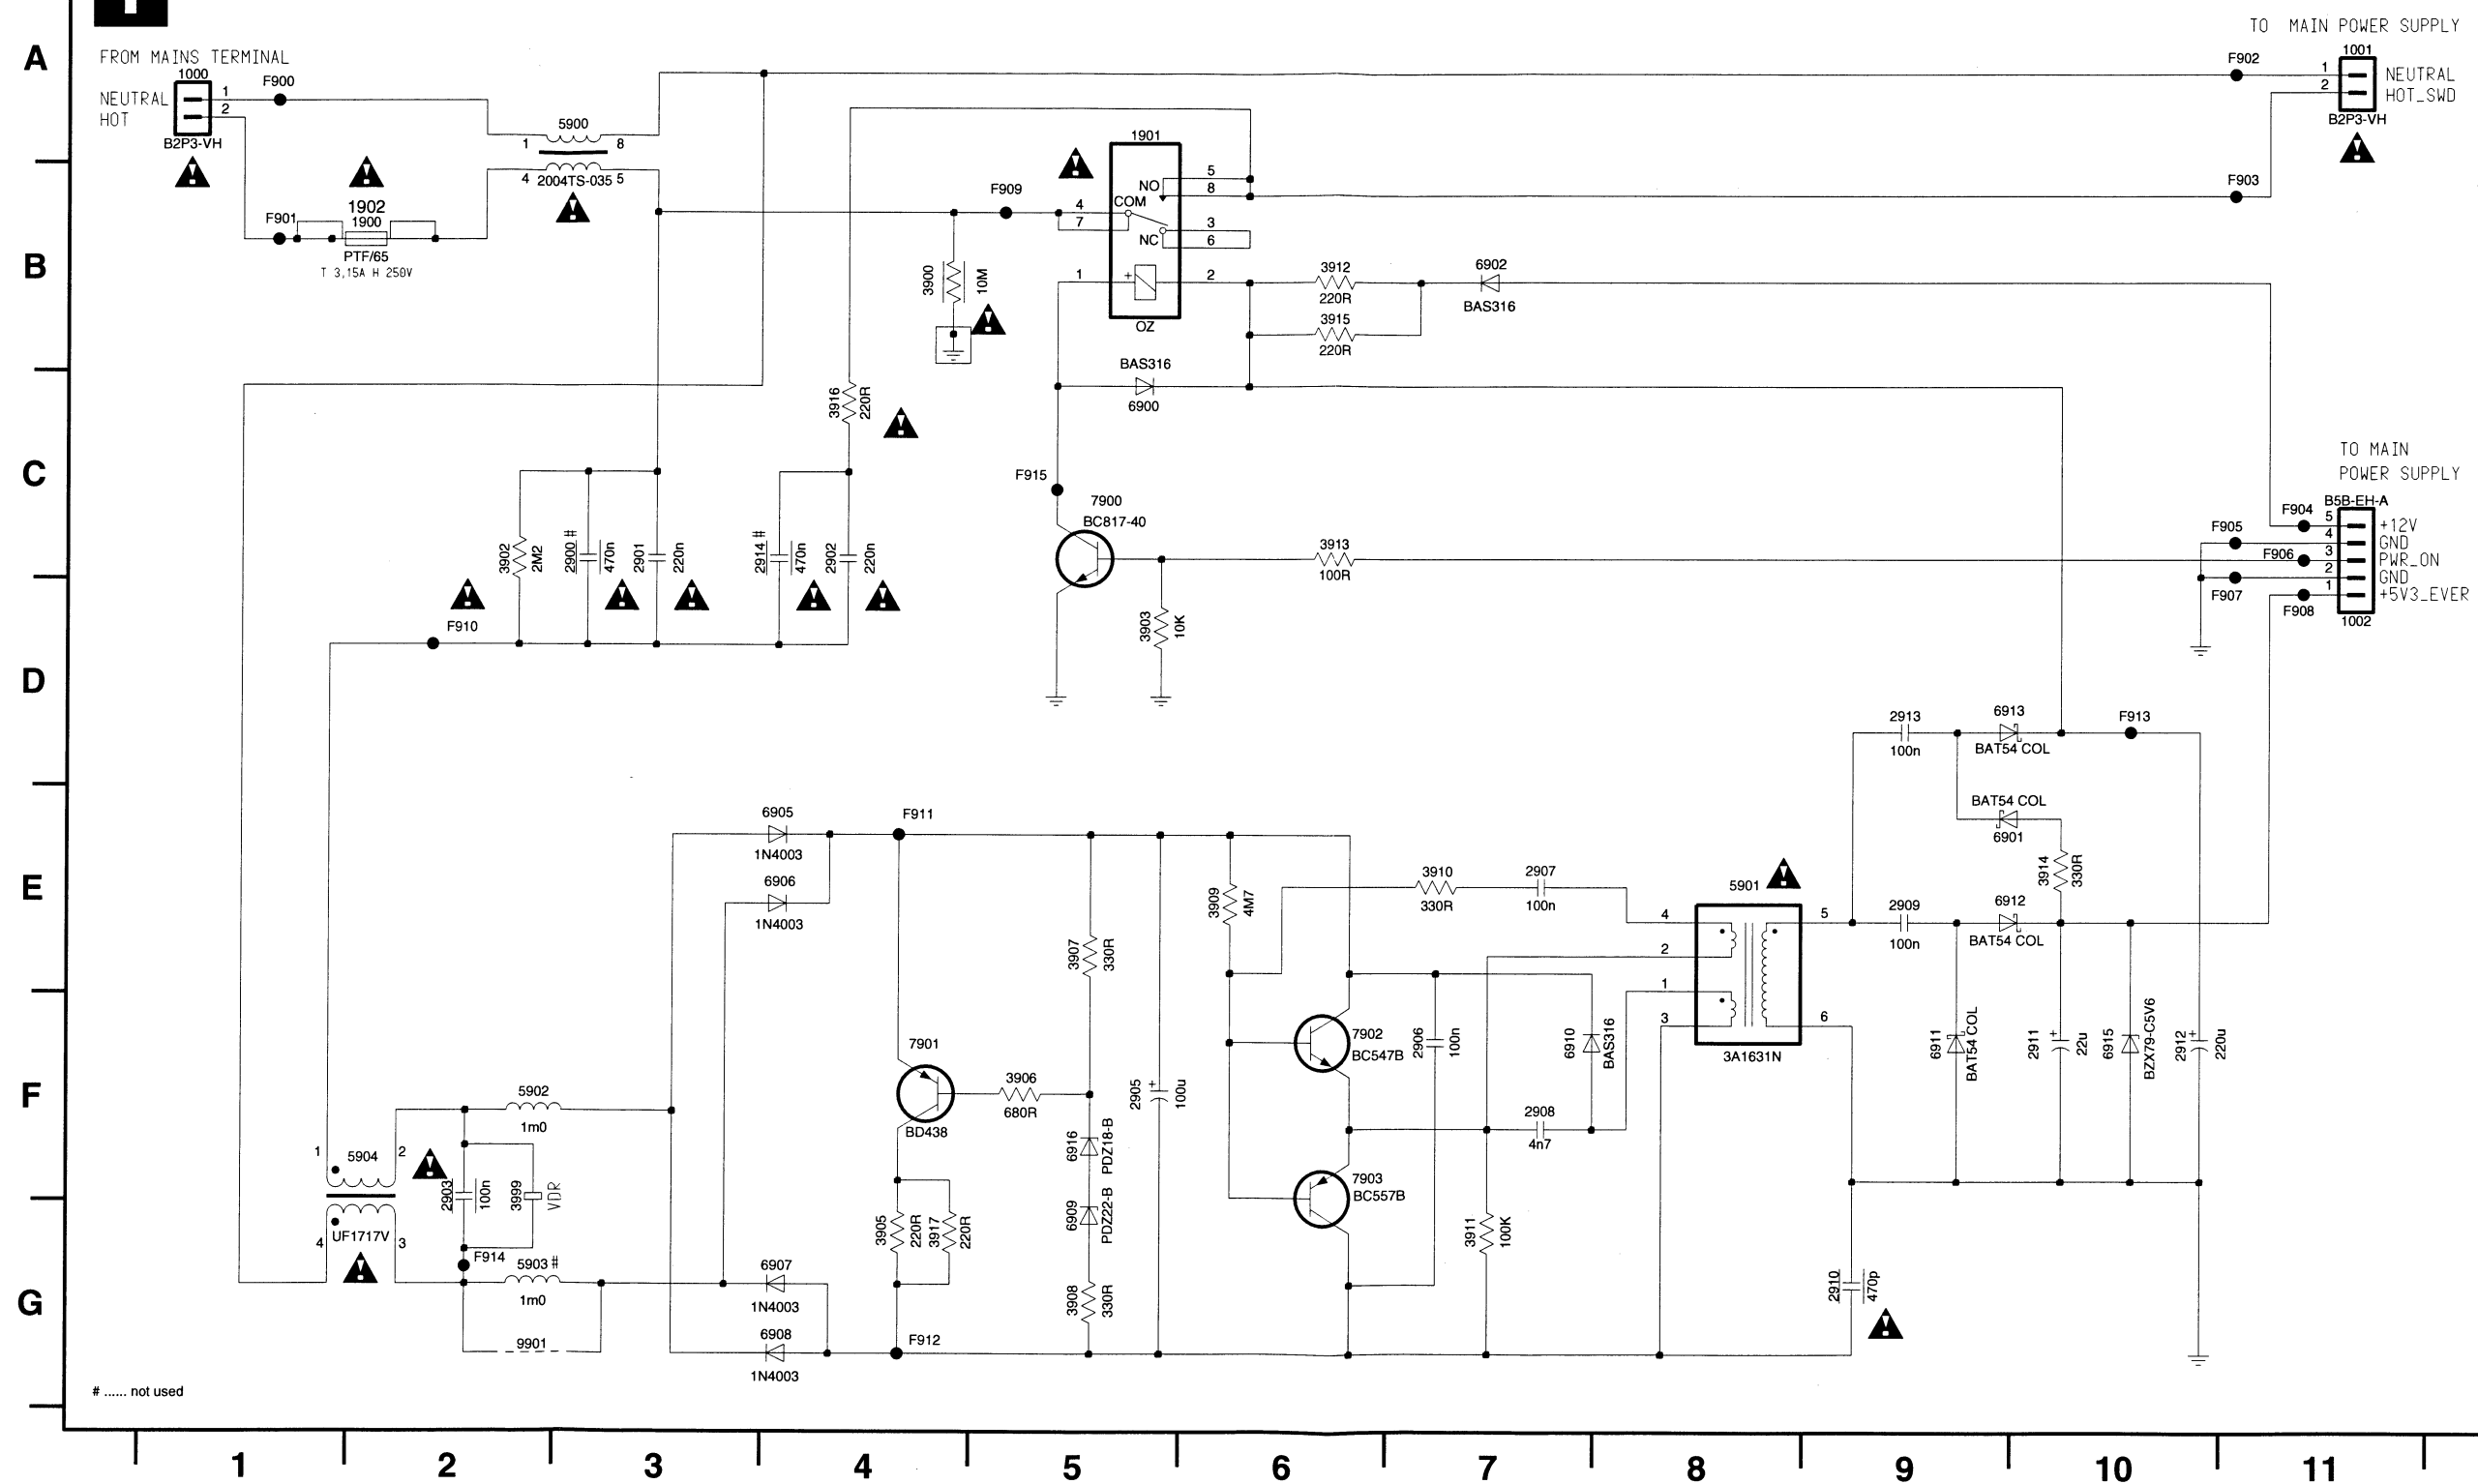 TO MAIN POWER SUPPLY
A
FROM MAINS TERMINAL
1000
F900
F902
1001
NEUTRAL
1
1
NEUTRAL
HOT
2
2
HOT_SWD
B2P3-VH
B2P3-VH
5900
1
8
4
2004TS-035
5
1901
5
NO
8
F903
F909
COM
4
7
3
NC
6
F901
1902
1900
PTF/65
T 3,15A H 250V
B
3900
10M
1
+
2
OZ
3912
220R
6902
BAS316
3915
220R
BAS316
6900
3916
220R
C
F915
7900
BC817-40
TO MAIN
POWER SUPPLY
B5B-EH-A
F904
5
+12V
F905
4
GND
F906
3
PWR_ON
2
GND
F907
F908
1
+5V3_EVER
1002
3902
2M2
2900 #
470n
2901
220n
2914 #
470n
2902
220n
3913
100R
3903
10K
F910
D
2913
100n
6913
BAT54 COL
F913
BAT54 COL
6901
3914
330R
6905
1N4003
F911
6906
1N4003
E
3909
4M7
3910
330R
2907
100n
5901
4
5
2
1
3
6
3A1631N
2909
100n
6912
BAT54 COL
3907
330R
7901
BD438
3906
680R
2905
+
100u
7902
BC547B
2906
100n
6910
BAS316
6911
BAT54 COL
2911
+
22u
6915
BZX79-C5V6
2912
+
220u
F
5902
1m0
6916
PDZ18-B
2908
4n7
1
5904
2
2903
100n
3999
VDR
7903
BC557B
UF1717V
4
3
3905
220R
3917
220R
6909
PDZ22-B
3911
100K
F914
5903 #
1m0
6907
1N4003
3908
330R
2910
470p
G
9901
6908
1N4003
F912
# ...... not used
1
2
3
4
5
6
7
8
9
10
11